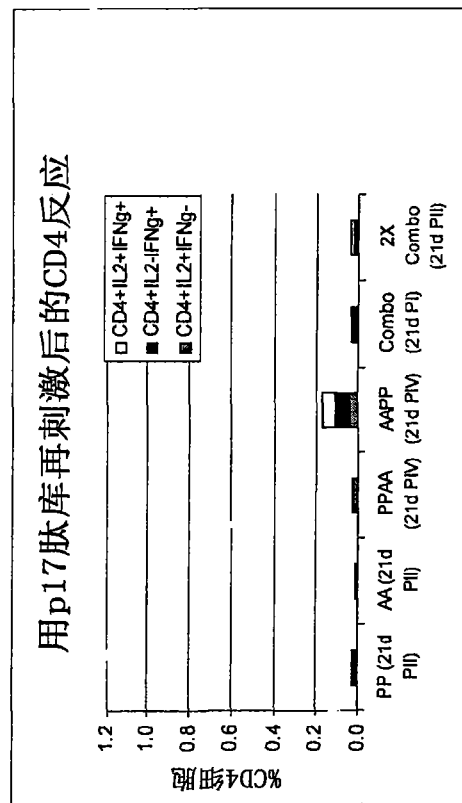 用p17肽库再刺激后的CD4反应
%CD4细胞
1.2
1.0
0.8
0.6
0.4
0.2
0.0
CD4+IL2+IFNg+
CD4+IL2-IFNg+
CD4+IL2+IFNg-
PP (21d
PII)
AA (21d
PII)
PPAA
(21d PIV)
AAPP
(21d PIV)
Combo
(21d PI)
2X
Combo
(21d PII)